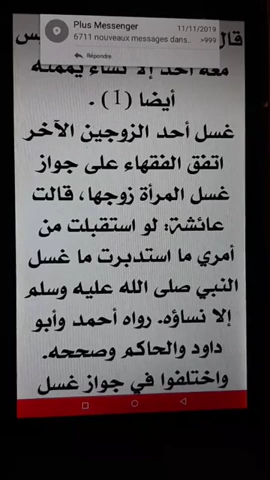 قال
Plus Messenger
11/11/2019
6711 nouveaux messages dans..
>999
Répondre
معه أحد إلا نساء يممنه
أيضا (1) .
غسل أحد الزوجين الآخر
اتفق الفقهاء على جواز
غسل المرأة زوجها، قالت
عائشة: لو استقبلت من
أمري ما استدبرت ما غسل
النبي صلى الله عليه وسلم
إلا نساؤه. رواه أحمد وأبو
داود والحاكم وصححه.
واختلفوا في جواز غسل